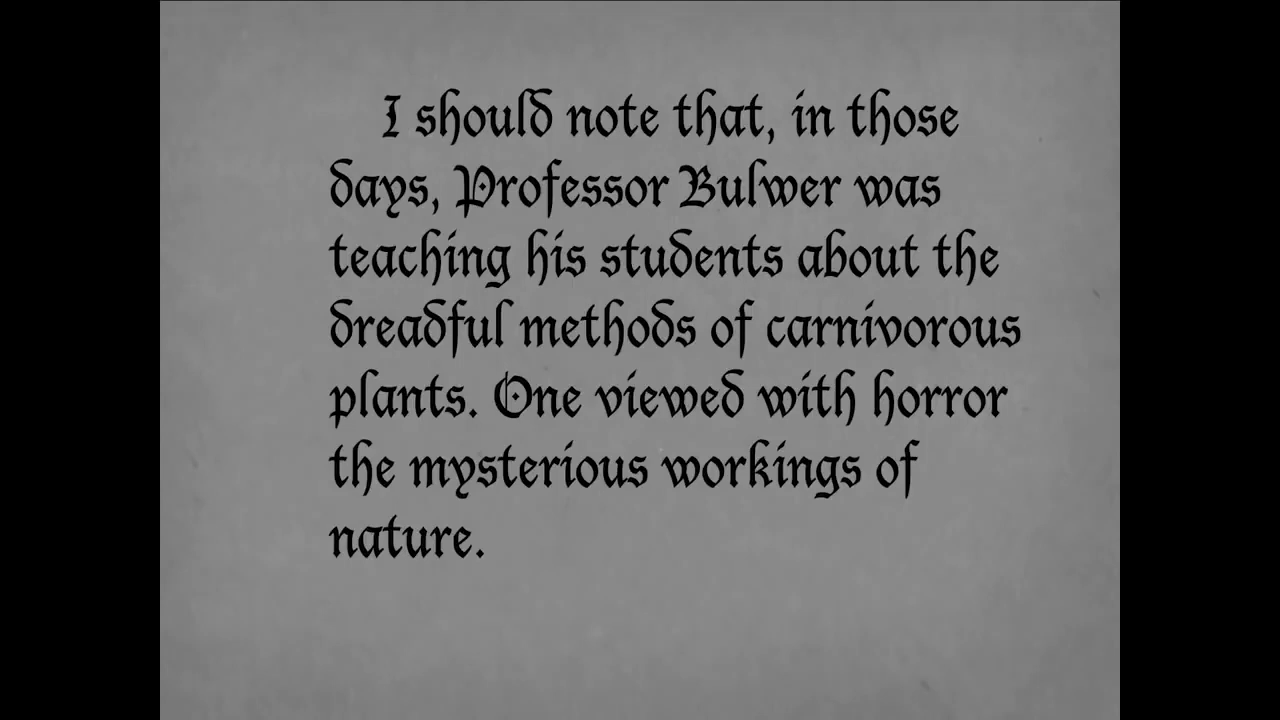 I should note that, in those
days, Professor Bulwer was
teaching his students about the
dreadful methods of carnivorous
plants. One viewed with horror
the mysterious workings of
nature.